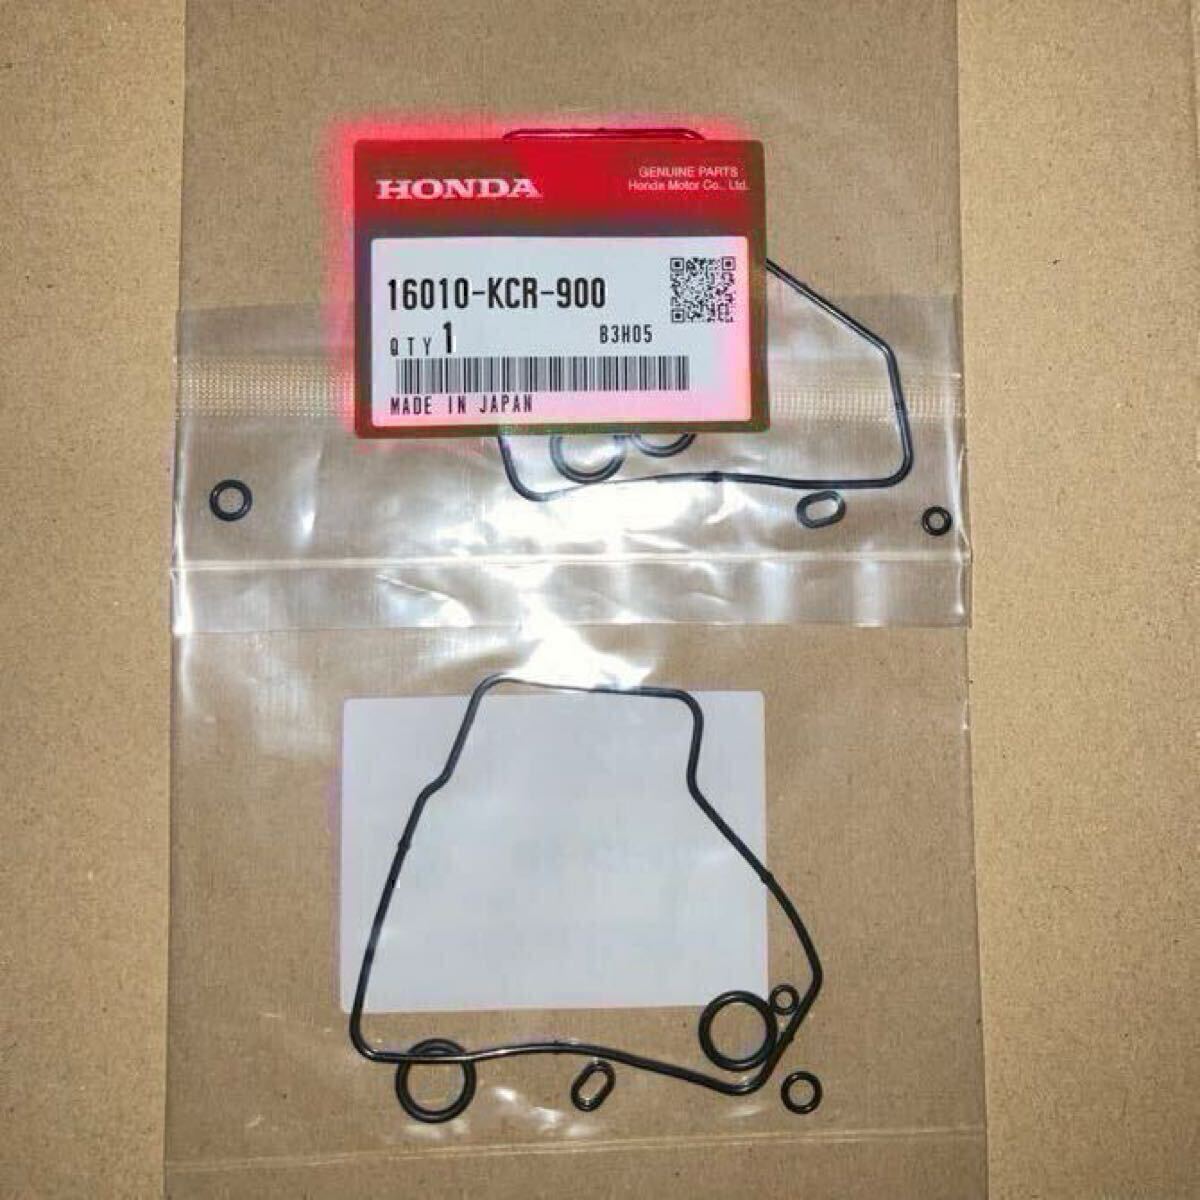 HONDA
GENUINE PARTS
Honda Motor Co., Ltd.
16010-KCR-900
QTY 1
B3H05
MADE IN JAPAN